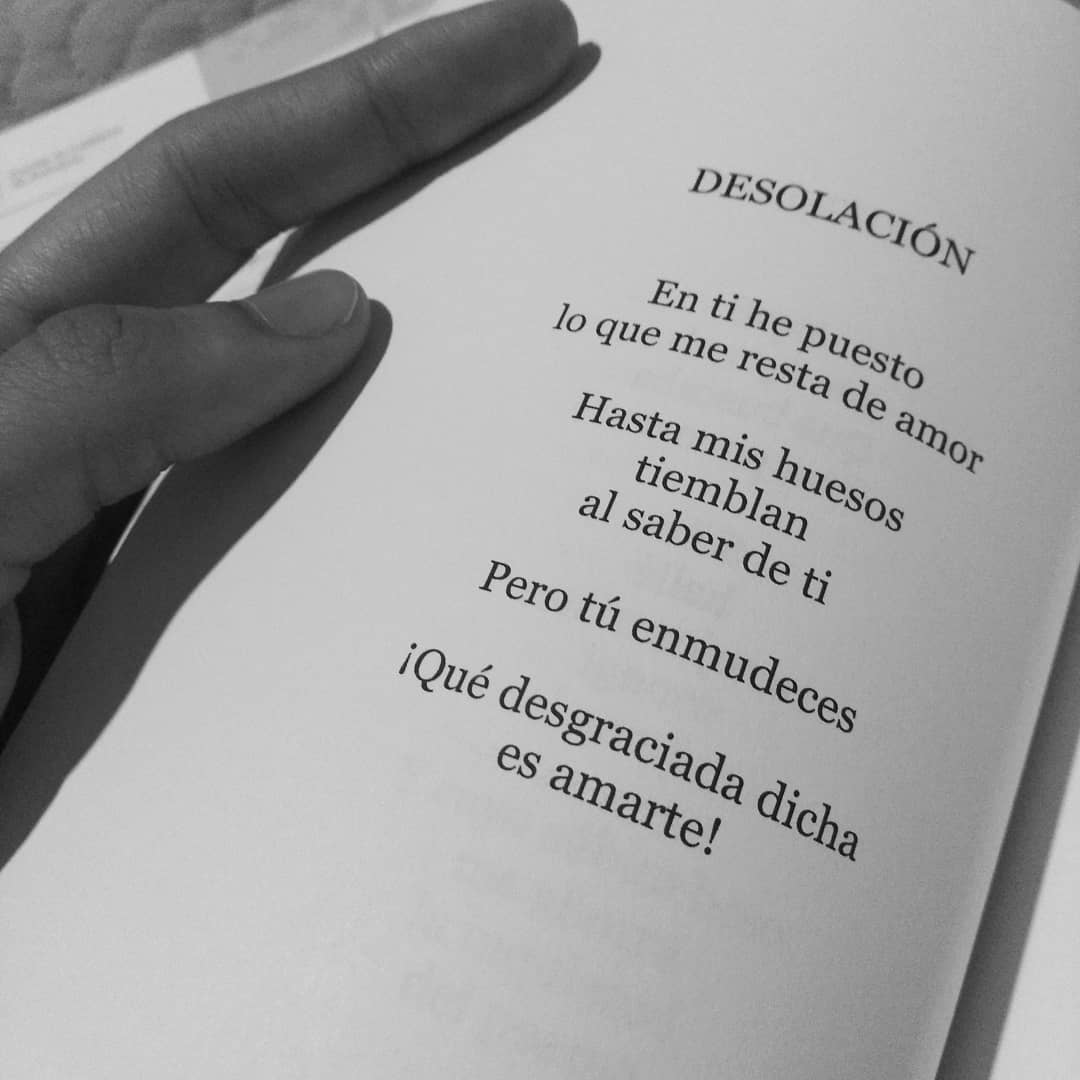 DESOLACIÓN
En ti he puesto
lo que me resta de amor
Hasta mis huesos
tiemblan
al saber de ti
Pero tú enmudeces
¡Qué desgraciada dicha
es amarte!